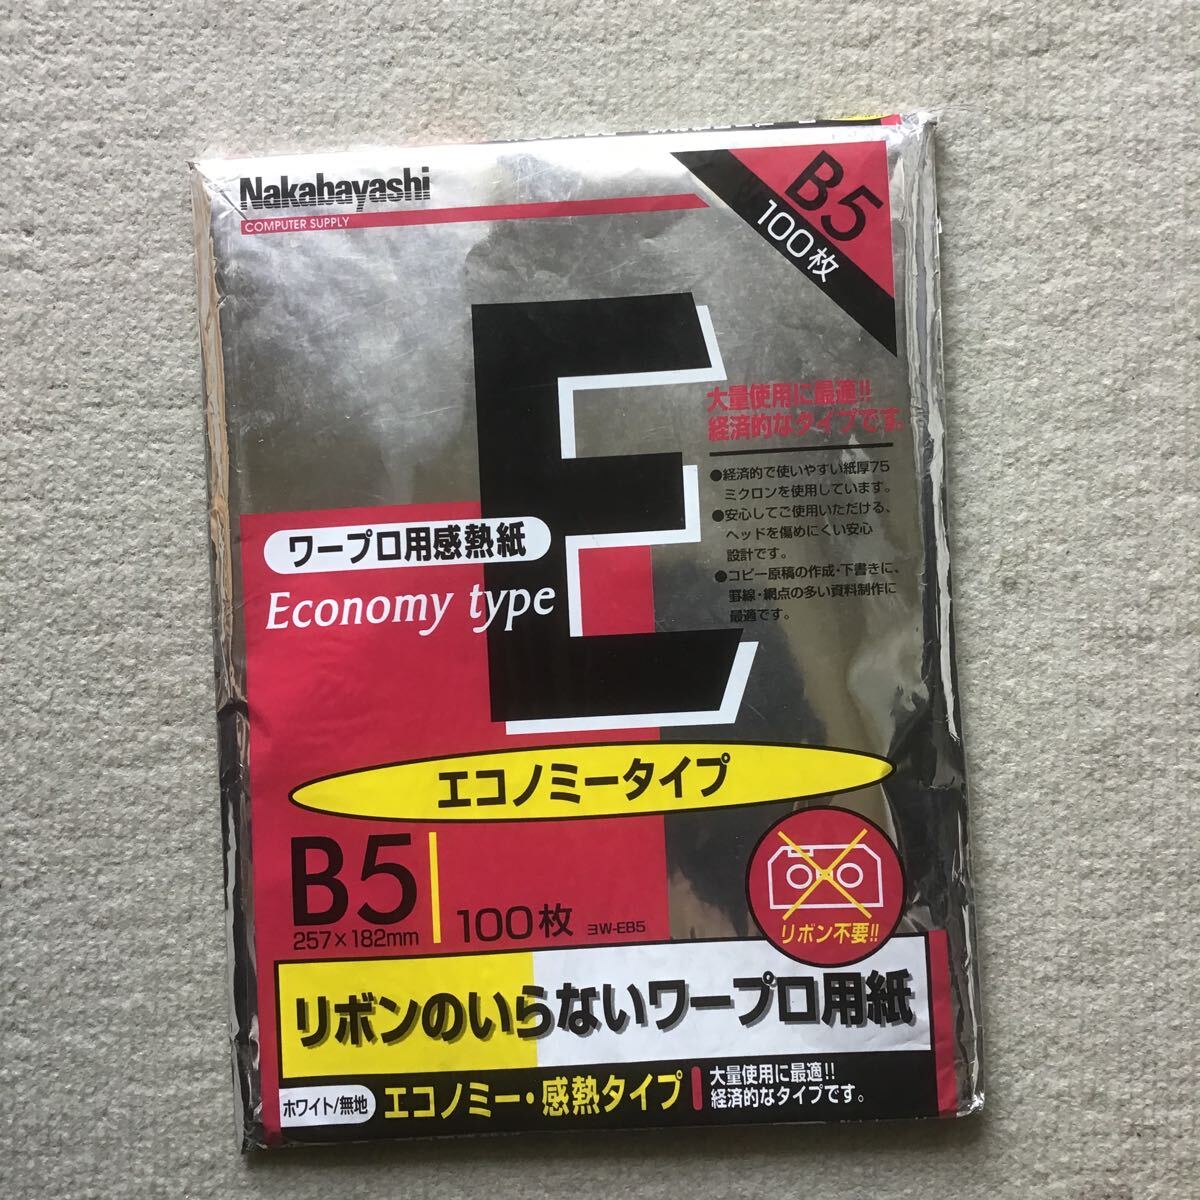 Nakabayashi
COMPUTER SUPPLY
B5
100枚
大量使用に最適!!
経済的なタイプです。
●経済的で使いやすい紙厚75
ミクロンを使用しています。
●安心してご使用いただける、
ヘッドを傷めにくい安心
設計です。
●コピー原稿の作成・下書きに、
罫線・網点の多い資料制作に
最適です。
ワープロ用感熱紙
Economy type
E
エコノミータイプ
B5
257×182mm
100枚 ヨW-EB5
リボン不要!!
リボンのいらないワープロ用紙
ホワイト/無地
エコノミー・感熱タイプ
大量使用に最適!!
経済的なタイプです。